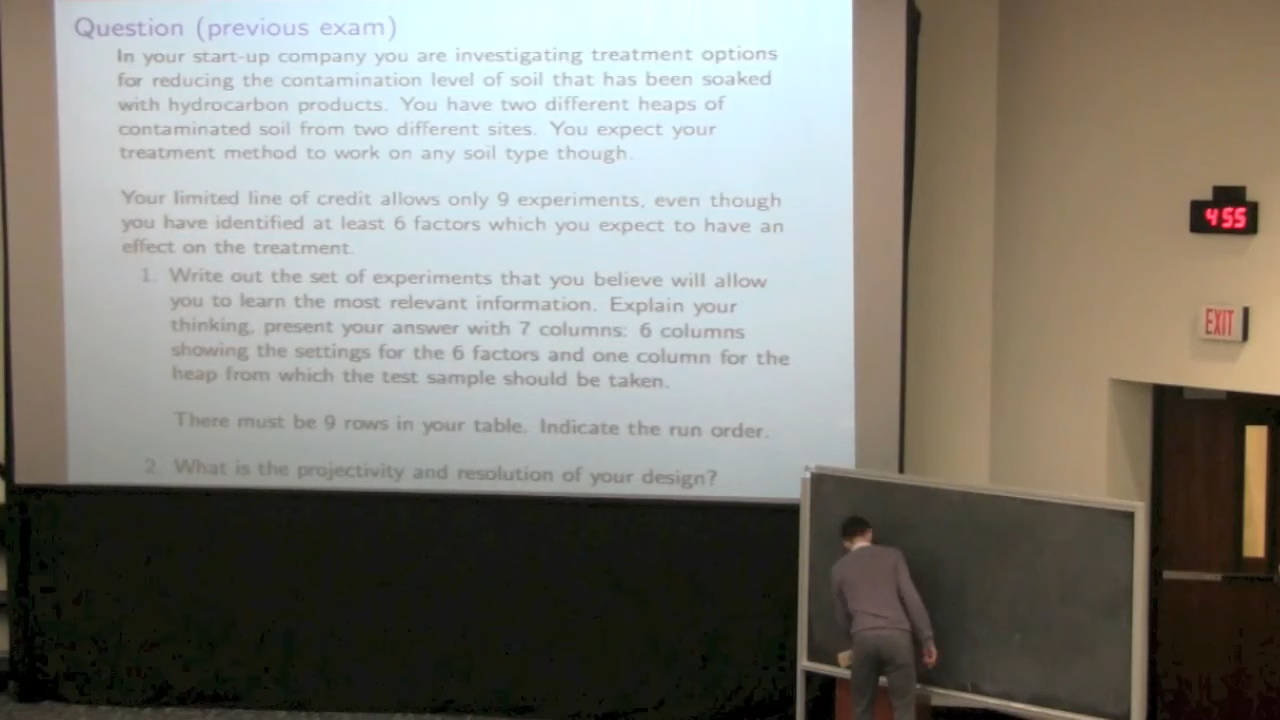 Question (previous exam)
In your start-up company you are investigating treatment options
for reducing the contamination level of soil that has been soaked
with hydrocarbon products. You have two different heaps of
contaminated soil from two different sites. You expect your
treatment method to work on any soil type though.
Your limited line of credit allows only 9 experiments, even though
you have identified at least 6 factors which you expect to have an
effect on the treatment.
1. Write out the set of experiments that you believe will allow
you to learn the most relevant information. Explain your
thinking, present your answer with 7 columns: 6 columns
showing the settings for the 6 factors and one column for the
heap from which the test sample should be taken.
There must be 9 rows in your table. Indicate the run order.
2. What is the projectivity and resolution of your design?
4:55
EXIT